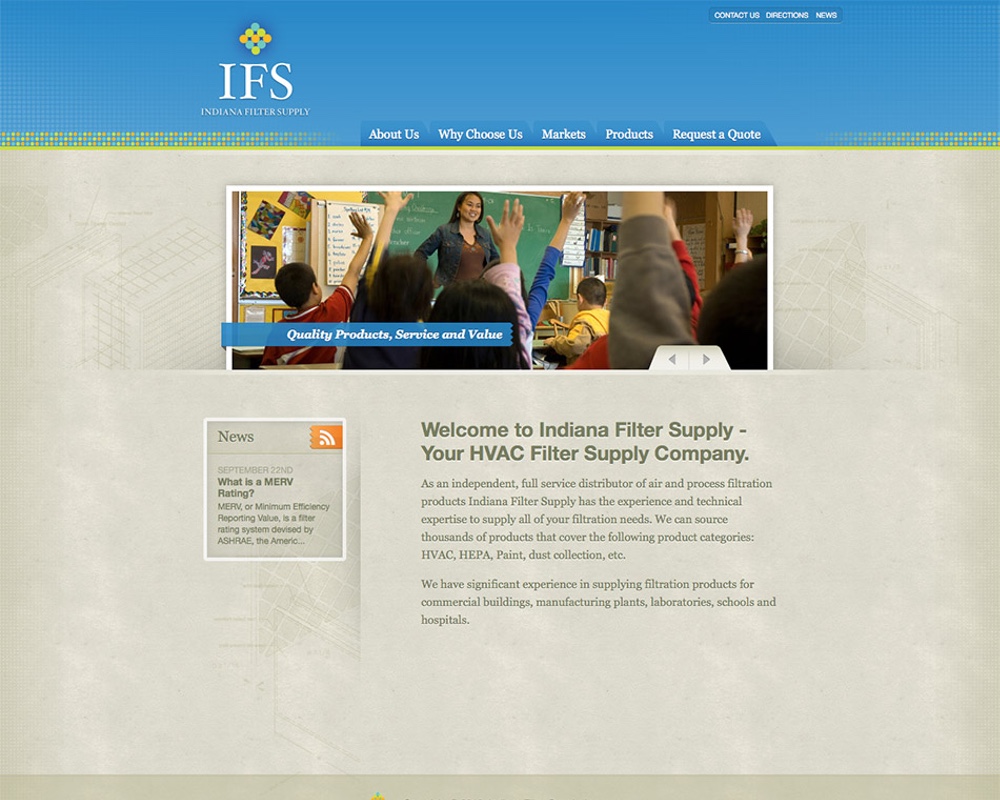 CONTACT US DIRECTIONS NEWS
IFS
INDIANA FILTER SUPPLY
About Us Why Choose Us Markets Products Request a Quote
Quality Products, Service and Value
News
SEPTEMBER 22ND
What is a MERV
Rating?
MERV, or Minimum Efficiency
Reporting Value, is a filter
rating system devised by
ASHRAE, the Americ...
Welcome to Indiana Filter Supply -
Your HVAC Filter Supply Company.
As an independent, full service distributor of air and process filtration
products Indiana Filter Supply has the experience and technical
expertise to supply all of your filtration needs. We can source
thousands of products that cover the following product categories:
HVAC, HEPA, Paint, dust collection, etc.
We have significant experience in supplying filtration products for
commercial buildings, manufacturing plants, laboratories, schools and
hospitals.